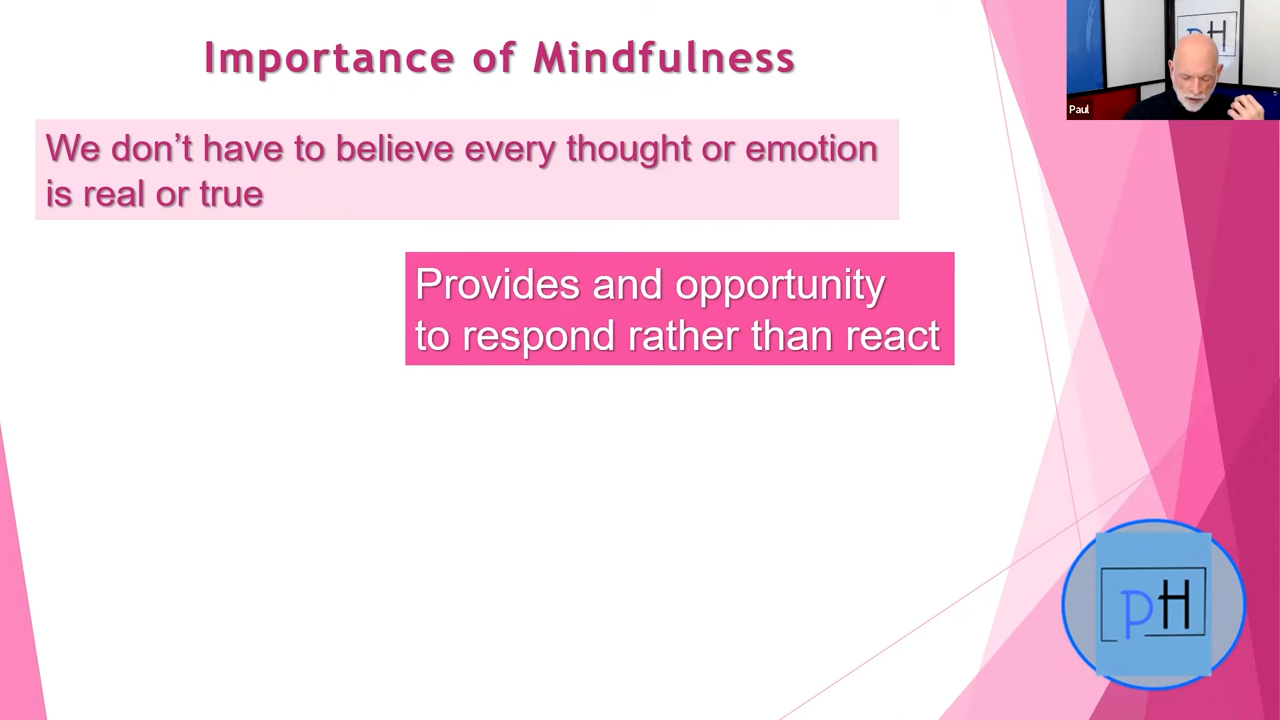 Importance of Mindfulness
We don't have to believe every thought or emotion
is real or true
Provides and opportunity
to respond rather than react
pH
Paul
pH